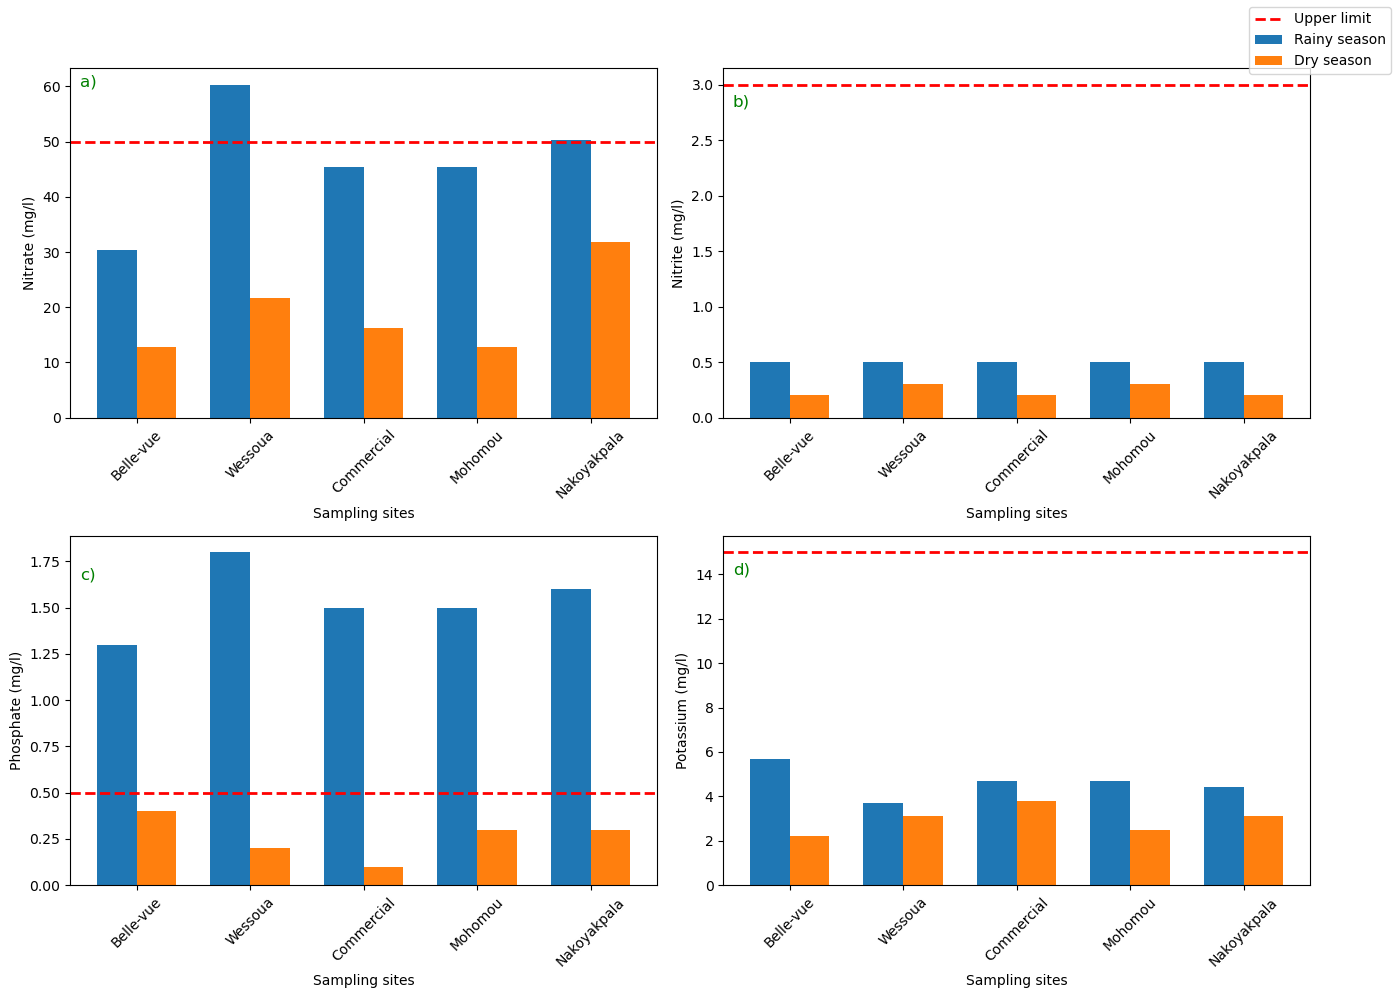 Upper limit
Rainy season
Dry season
a)
60
50
40
30
20
10
0
Nitrate (mg/l)
Belle-vue
Wessoua
Commercial
Mohomou
Nakoyakpala
Sampling sites
b)
3.0
2.5
2.0
1.5
1.0
0.5
0.0
Nitrite (mg/l)
Belle-vue
Wessoua
Commercial
Mohomou
Nakoyakpala
Sampling sites
c)
1.75
1.50
1.25
1.00
0.75
0.50
0.25
0.00
Phosphate (mg/l)
Belle-vue
Wessoua
Commercial
Mohomou
Nakoyakpala
Sampling sites
d)
14
12
10
8
6
4
2
0
Potassium (mg/l)
Belle-vue
Wessoua
Commercial
Mohomou
Nakoyakpala
Sampling sites